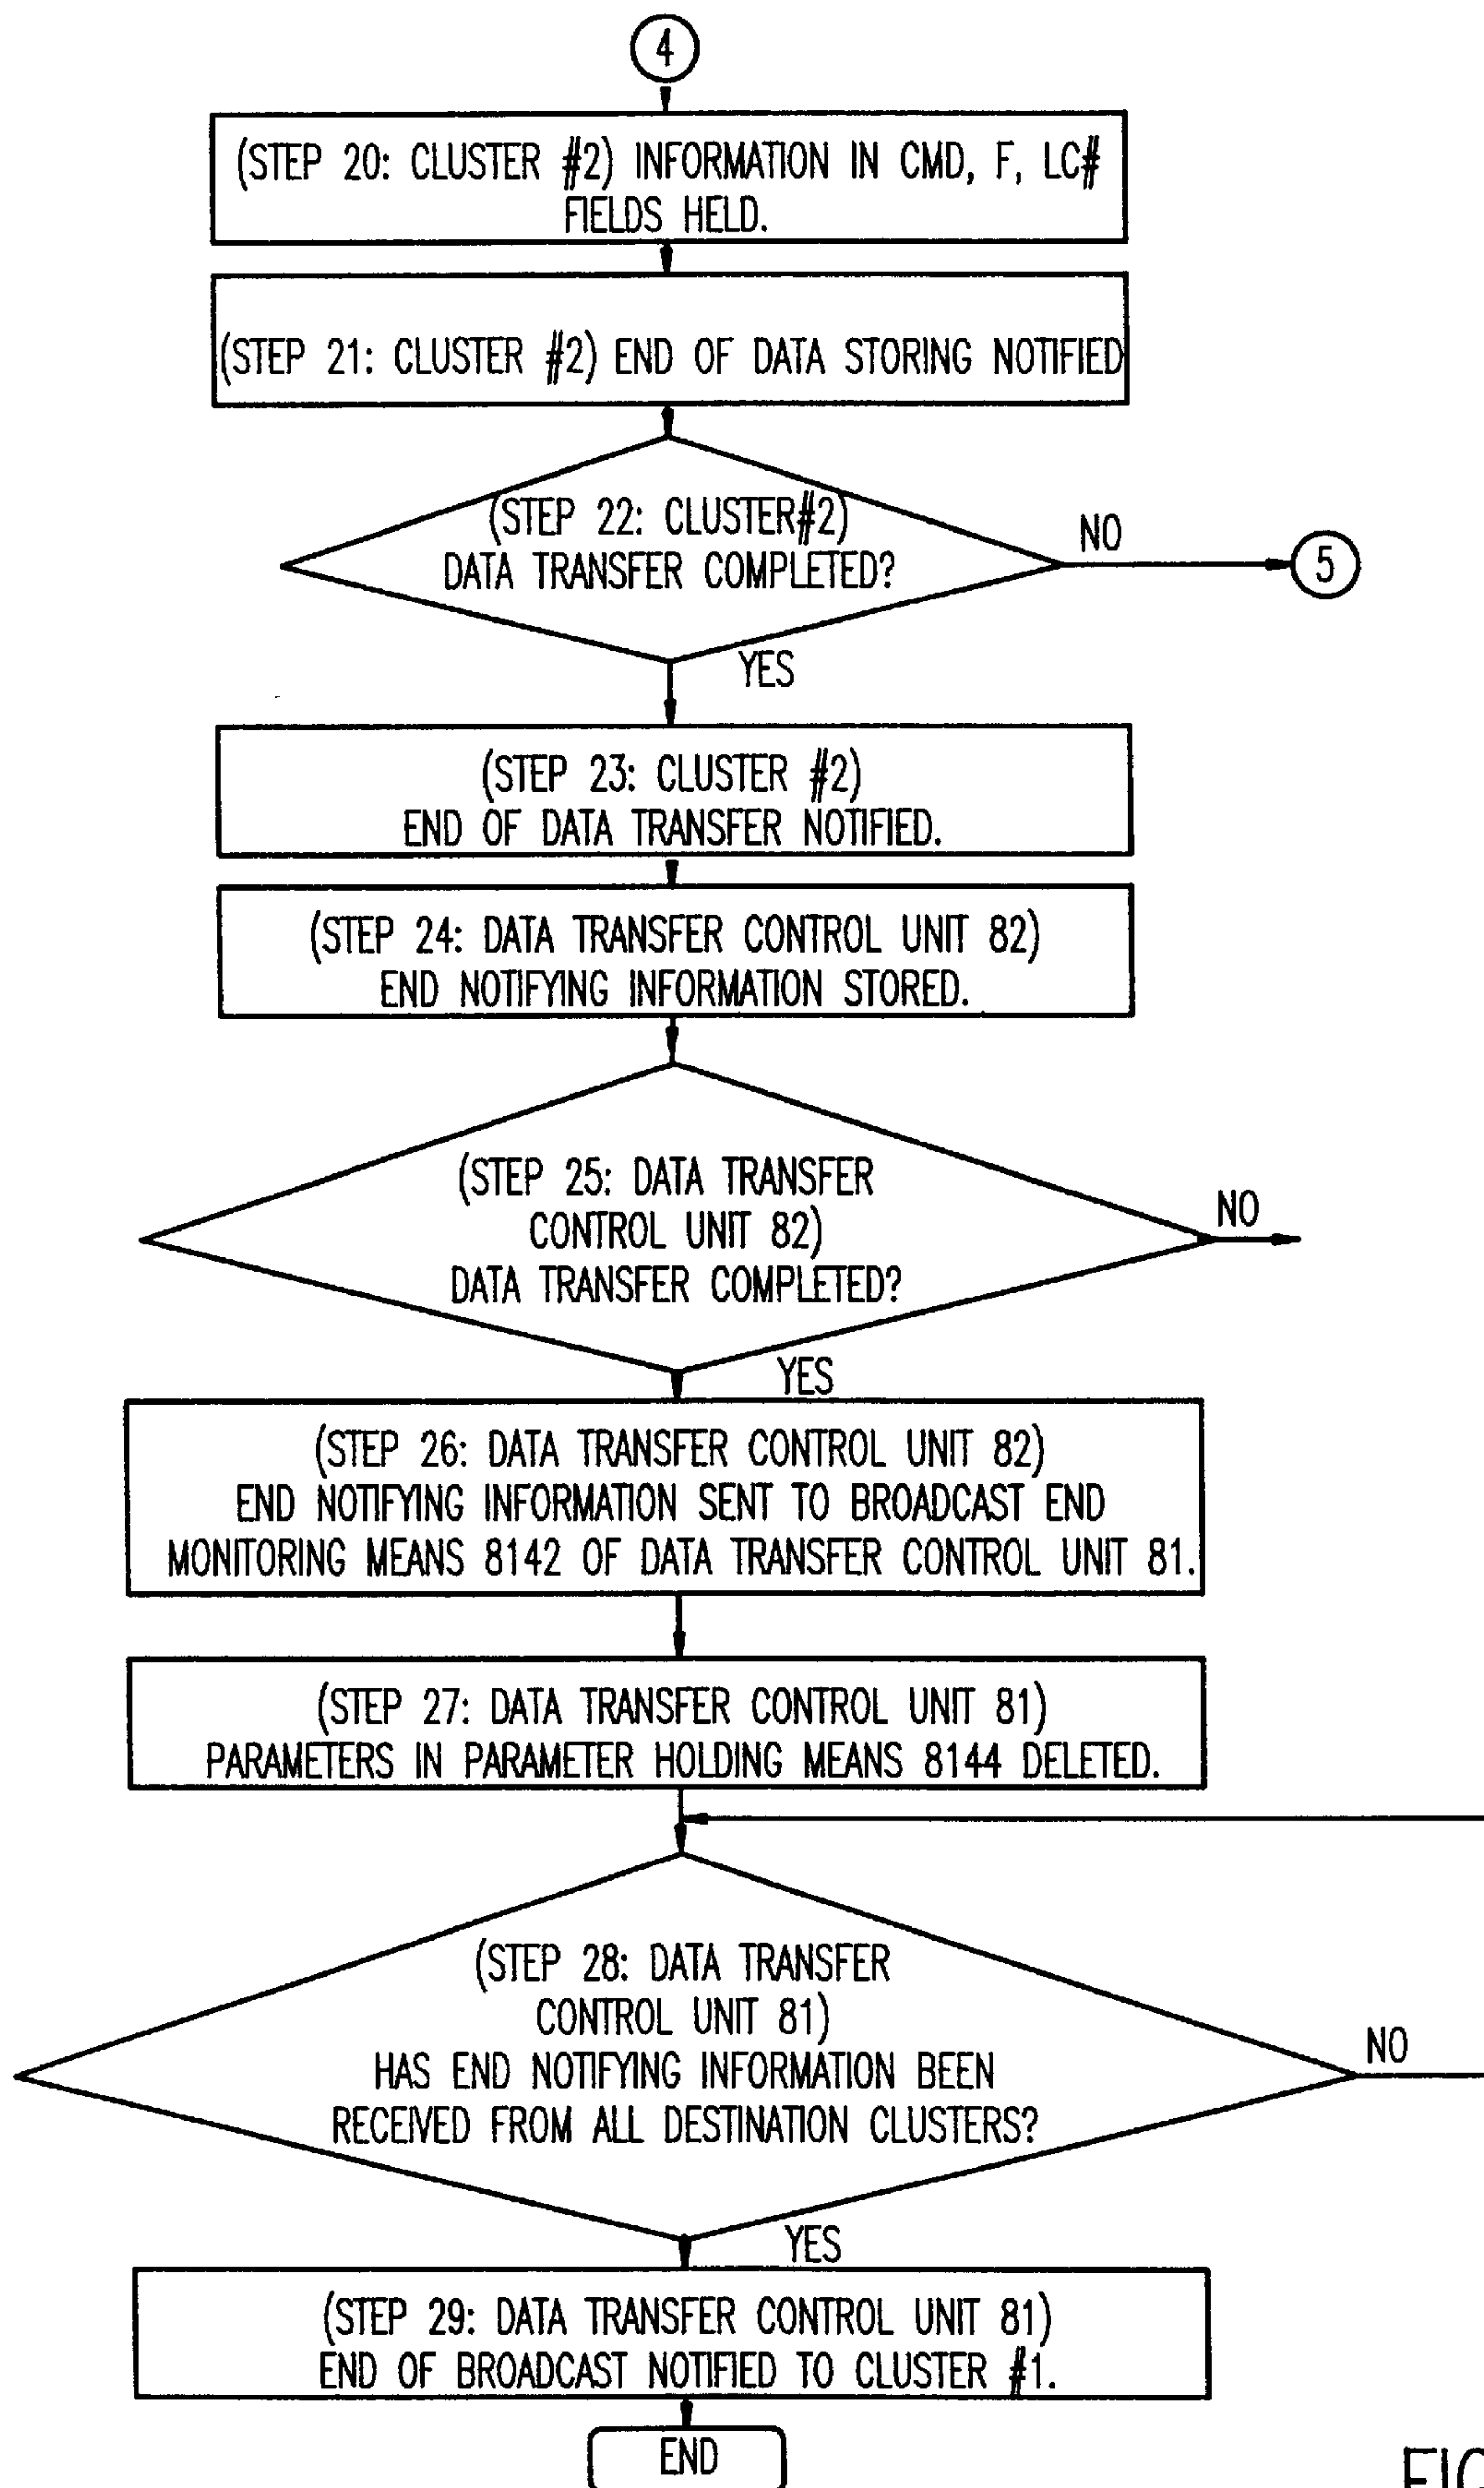 4
(STEP 20: CLUSTER #2) INFORMATION IN CMD, F, LC#
FIELDS HELD.
(STEP 21: CLUSTER #2) END OF DATA STORING NOTIFIED
(STEP 22: CLUSTER#2)
DATA TRANSFER COMPLETED?
NO
5
YES
(STEP 23: CLUSTER #2)
END OF DATA TRANSFER NOTIFIED.
(STEP 24: DATA TRANSFER CONTROL UNIT 82)
END NOTIFYING INFORMATION STORED.
(STEP 25: DATA TRANSFER
CONTROL UNIT 82)
DATA TRANSFER COMPLETED?
NO
YES
(STEP 26: DATA TRANSFER CONTROL UNIT 82)
END NOTIFYING INFORMATION SENT TO BROADCAST END
MONITORING MEANS 8142 OF DATA TRANSFER CONTROL UNIT 81.
(STEP 27: DATA TRANSFER CONTROL UNIT 81)
PARAMETERS IN PARAMETER HOLDING MEANS 8144 DELETED.
(STEP 28: DATA TRANSFER
CONTROL UNIT 81)
HAS END NOTIFYING INFORMATION BEEN
RECEIVED FROM ALL DESTINATION CLUSTERS?
NO
YES
(STEP 29: DATA TRANSFER CONTROL UNIT 81)
END OF BROADCAST NOTIFIED TO CLUSTER #1.
END
FIG